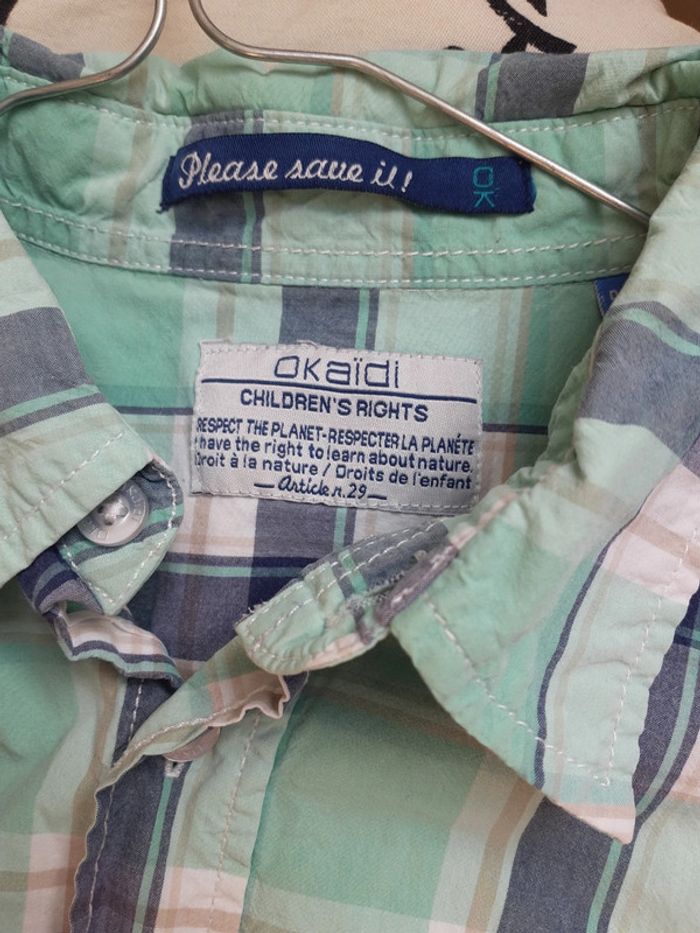 Please save it!
OK
OKaïdi
CHILDREN'S RIGHTS
RESPECT THE PLANET-RESPECTER LA PLANÉTE
I have the right to learn about nature.
Droit à la nature / Droits de l'enfant
Article n.29